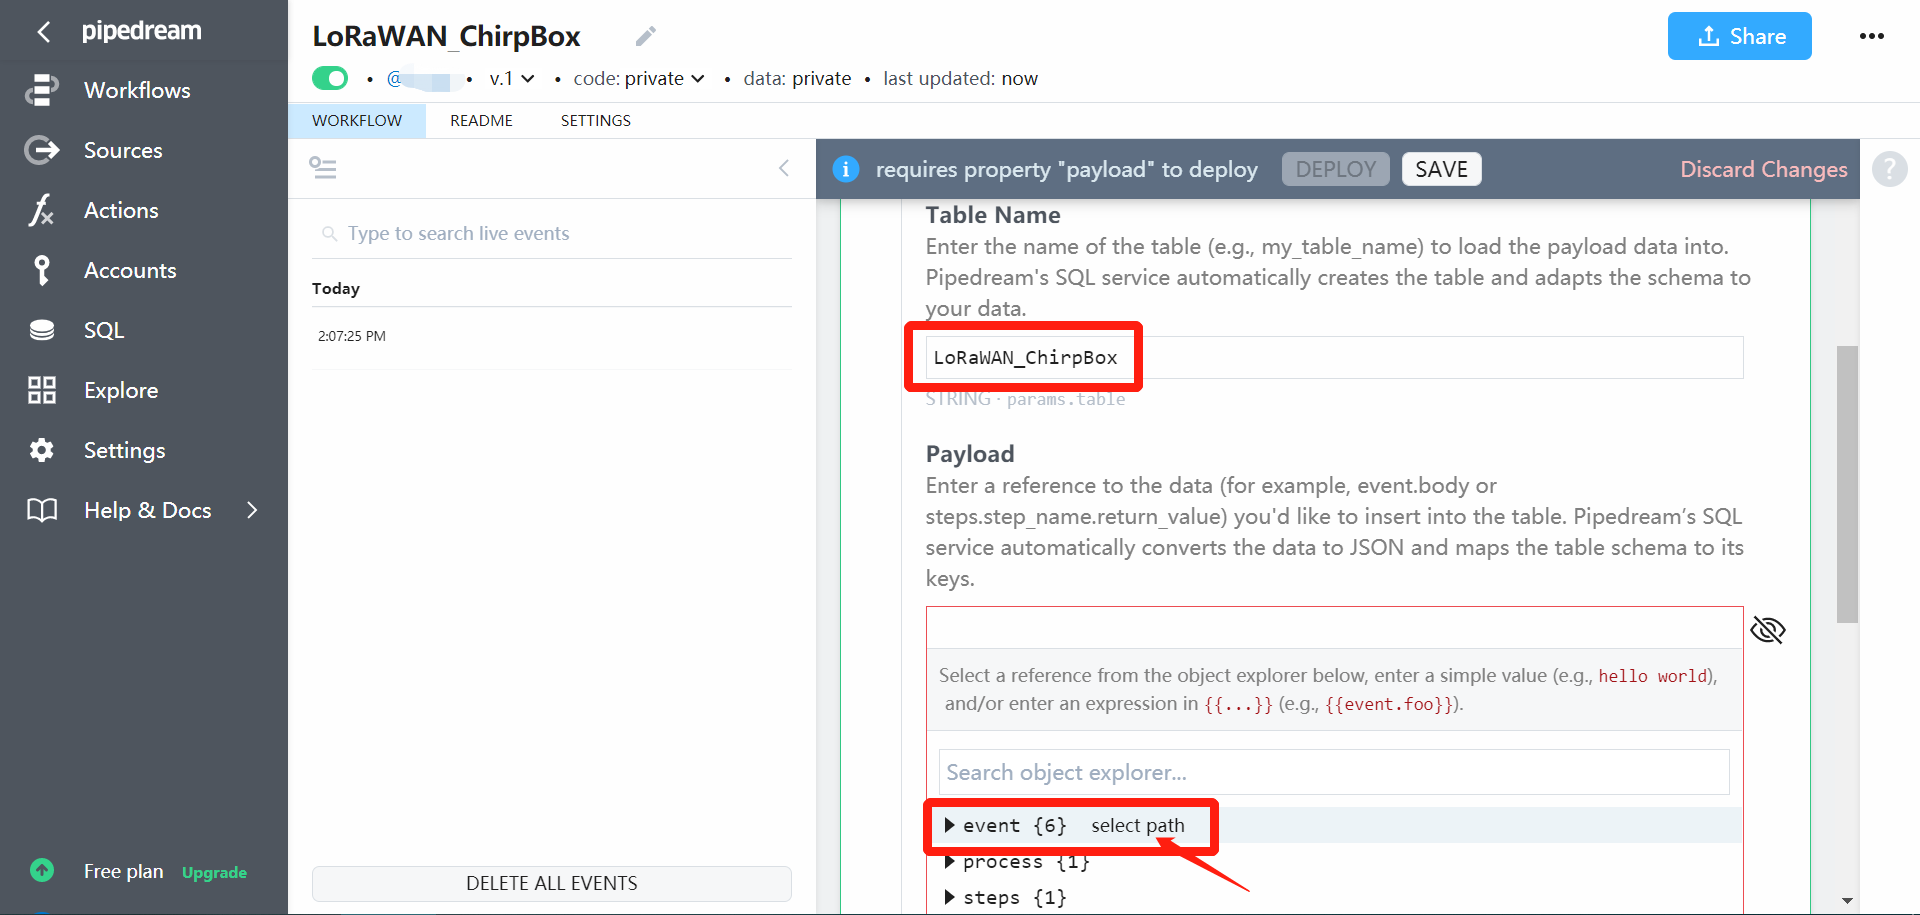 pipedream
Workflows
Sources
Actions
Accounts
SQL
Explore
Settings
Help & Docs
Free plan Upgrade
LoRaWAN_ChirpBox
• @ • v.1 • code: private • data: private • last updated: now
Share
WORKFLOW README SETTINGS
Type to search live events
Today
2:07:25 PM
DELETE ALL EVENTS
i requires property "payload" to deploy DEPLOY SAVE Discard Changes
?
Table Name
Enter the name of the table (e.g., my_table_name) to load the payload data into.
Pipedream's SQL service automatically creates the table and adapts the schema to
your data.
LoRaWAN_ChirpBox
STRING · params.table
Payload
Enter a reference to the data (for example, event.body or
steps.step_name.return_value) you'd like to insert into the table. Pipedream’s SQL
service automatically converts the data to JSON and maps the table schema to its
keys.
Select a reference from the object explorer below, enter a simple value (e.g., hello world),
and/or enter an expression in {{...}} (e.g., {{event.foo}}).
Search object explorer...
event {6} select path
process {1}
steps {1}